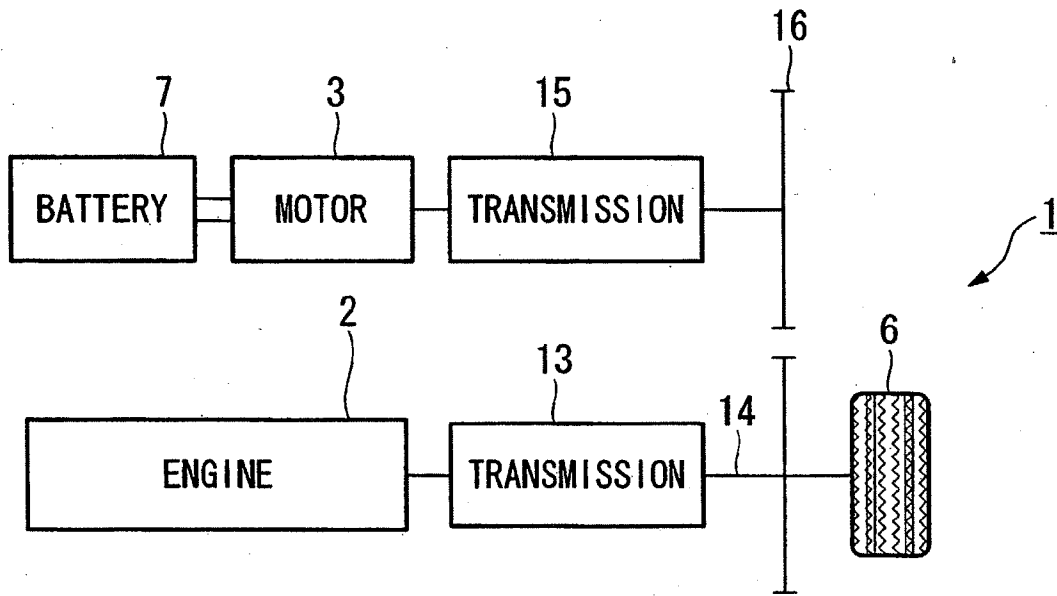 16
7 3 15
BATTERY MOTOR TRANSMISSION
1
2 13 14 6
ENGINE TRANSMISSION